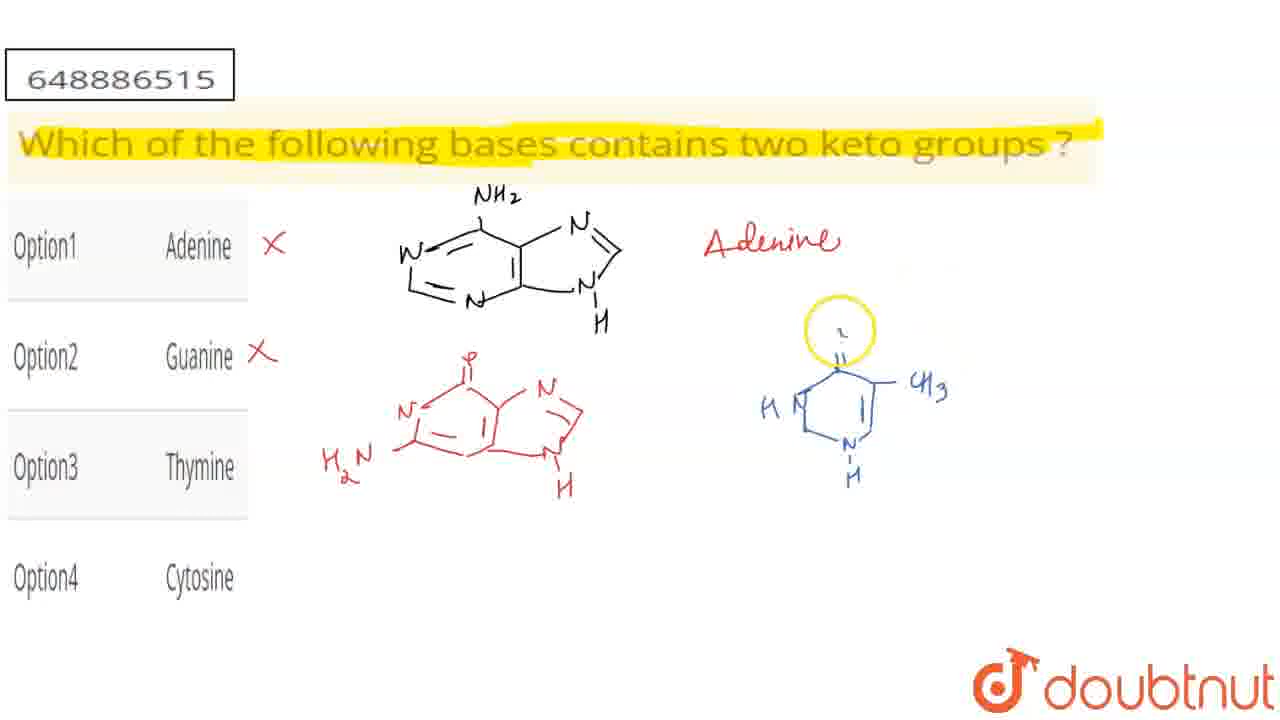 648886515
Which of the following bases contains two keto groups ?
NH2
Option1 Adenine ×
N N Adenine
N N
H
Option2 Guanine ×
N N
H N CH3
H2N N
H
N
H
Option3 Thymine
Option4 Cytosine
doubtnut